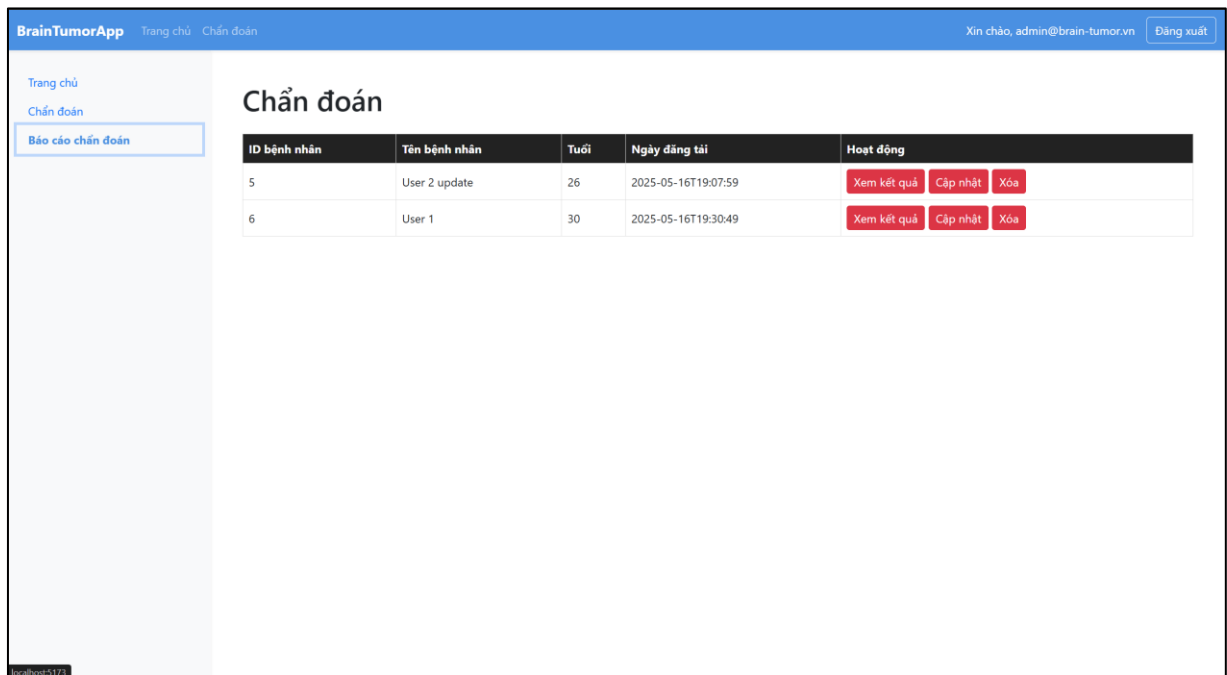 BrainTumorApp Trang chủ Chẩn đoán Xin chào, admin@brain-tumor.vn Đăng xuất
Trang chủ
Chẩn đoán
Báo cáo chẩn đoán
Chẩn đoán
ID bệnh nhân Tên bệnh nhân Tuổi Ngày đăng tải Hoạt động
5 User 2 update 26 2025-05-16T19:07:59 Xem kết quả Cập nhật Xóa
6 User 1 30 2025-05-16T19:30:49 Xem kết quả Cập nhật Xóa
localhost:5173